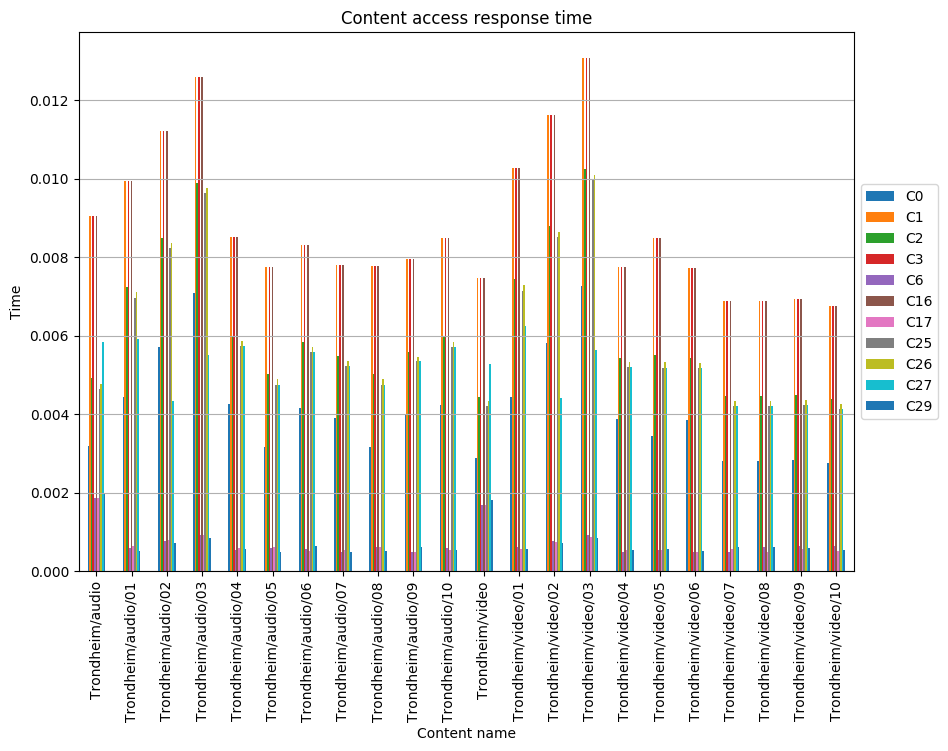 Content access response time
Time
0.012
0.010
0.008
0.006
0.004
0.002
0.000
Trondheim/audio
Trondheim/audio/01
Trondheim/audio/02
Trondheim/audio/03
Trondheim/audio/04
Trondheim/audio/05
Trondheim/audio/06
Trondheim/audio/07
Trondheim/audio/08
Trondheim/audio/09
Trondheim/audio/10
Trondheim/video
Trondheim/video/01
Trondheim/video/02
Trondheim/video/03
Trondheim/video/04
Trondheim/video/05
Trondheim/video/06
Trondheim/video/07
Trondheim/video/08
Trondheim/video/09
Trondheim/video/10
Content name
C0
C1
C2
C3
C6
C16
C17
C25
C26
C27
C29